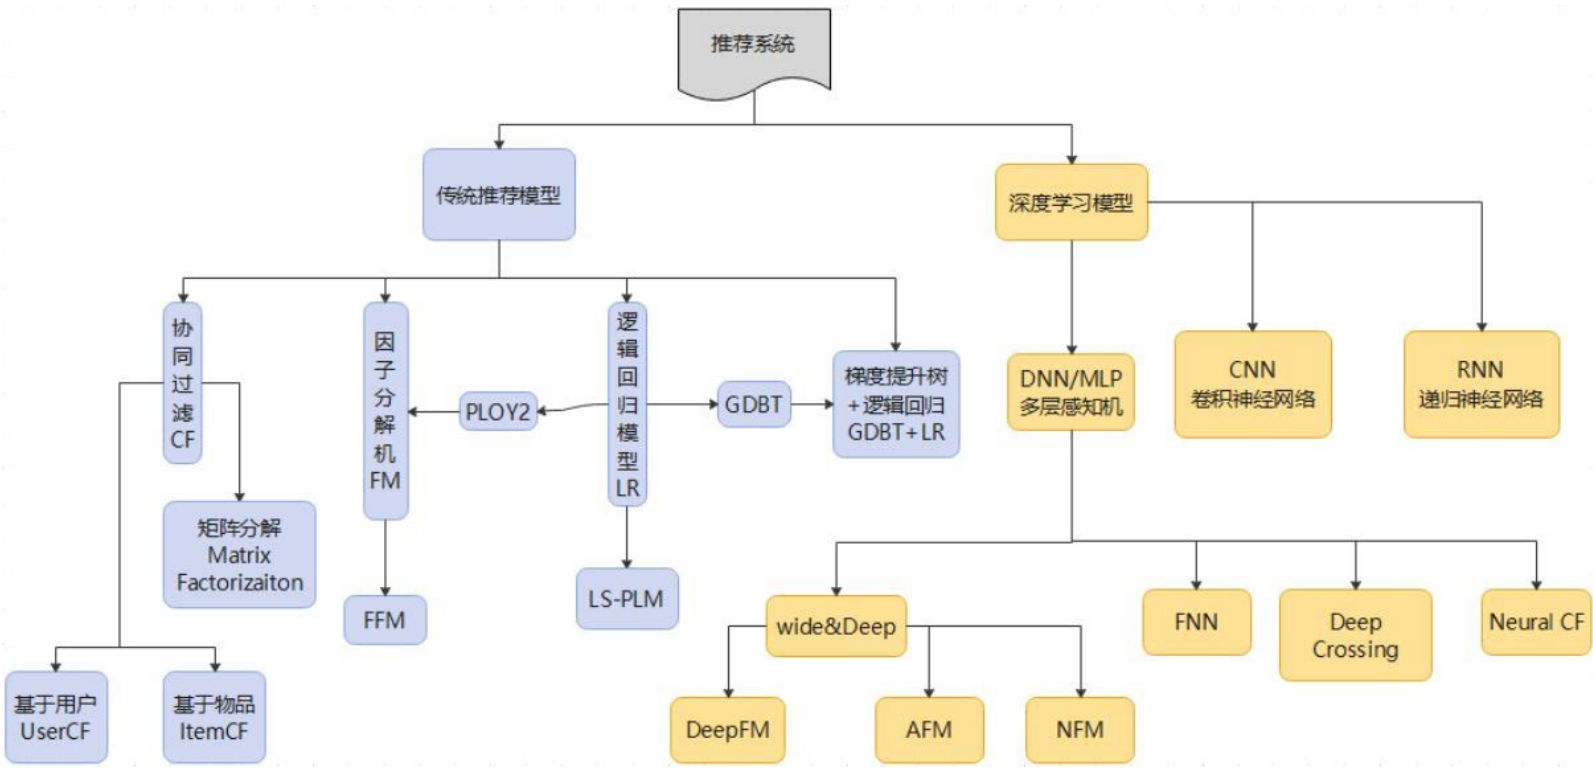 推荐系统
传统推荐模型
深度学习模型
协
同
过
滤
CF
因
子
分
解
机
FM
逻
辑
回
归
模
型
LR
PLOY2
GDBT
梯度提升树
+逻辑回归
GDBT+LR
DNN/MLP
多层感知机
CNN
卷积神经网络
RNN
递归神经网络
矩阵分解
Matrix
Factorizaiton
FFM
LS-PLM
wide&Deep
FNN
Deep
Crossing
Neural CF
基于用户
UserCF
基于物品
ItemCF
DeepFM
AFM
NFM